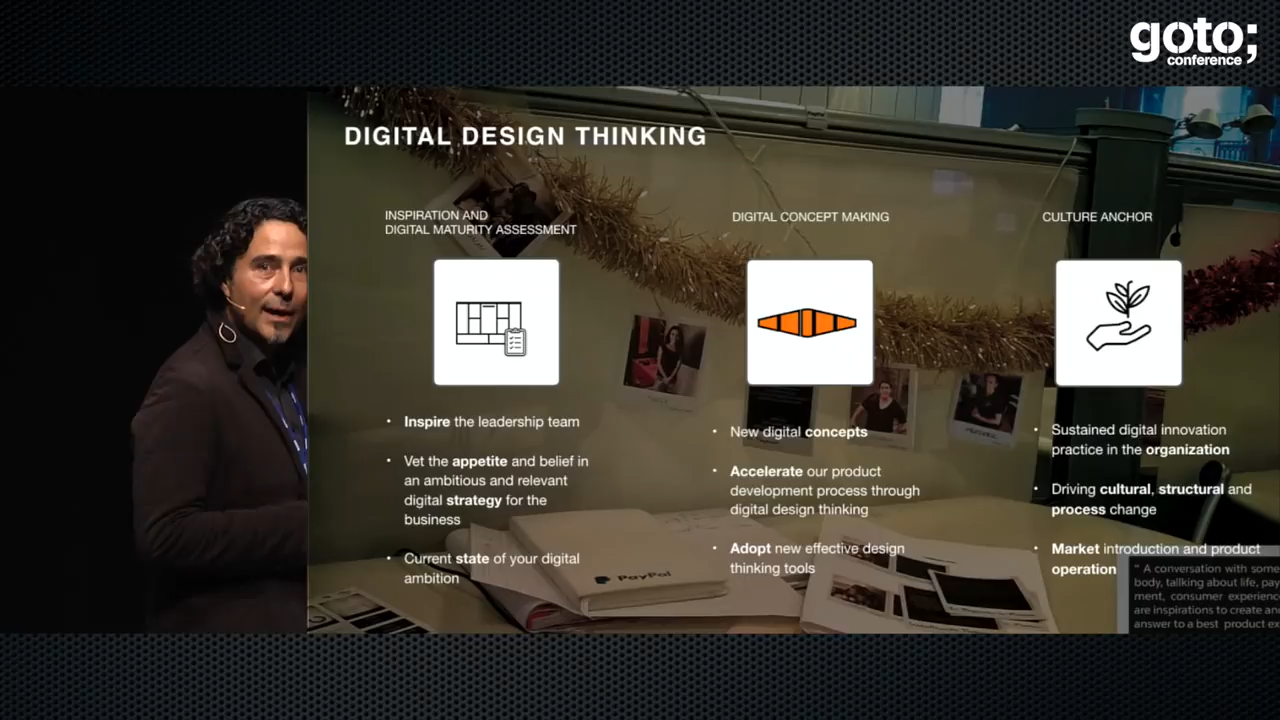 goto;
conference
DIGITAL DESIGN THINKING
INSPIRATION AND
DIGITAL MATURITY ASSESSMENT
• Inspire the leadership team
• Vet the appetite and belief in
an ambitious and relevant
digital strategy for the
business
• Current state of your digital
ambition
DIGITAL CONCEPT MAKING
• New digital concepts
• Accelerate our product
development process through
digital design thinking
• Adopt new effective design
thinking tools
CULTURE ANCHOR
• Sustained digital innovation
practice in the organization
• Driving cultural, structural and
process change
• Market introduction and product
operation
PayPal
" A conversation with some
body, tallking about life, pay
ment, consumer experience
are inspirations to create and
answer to a best product ex